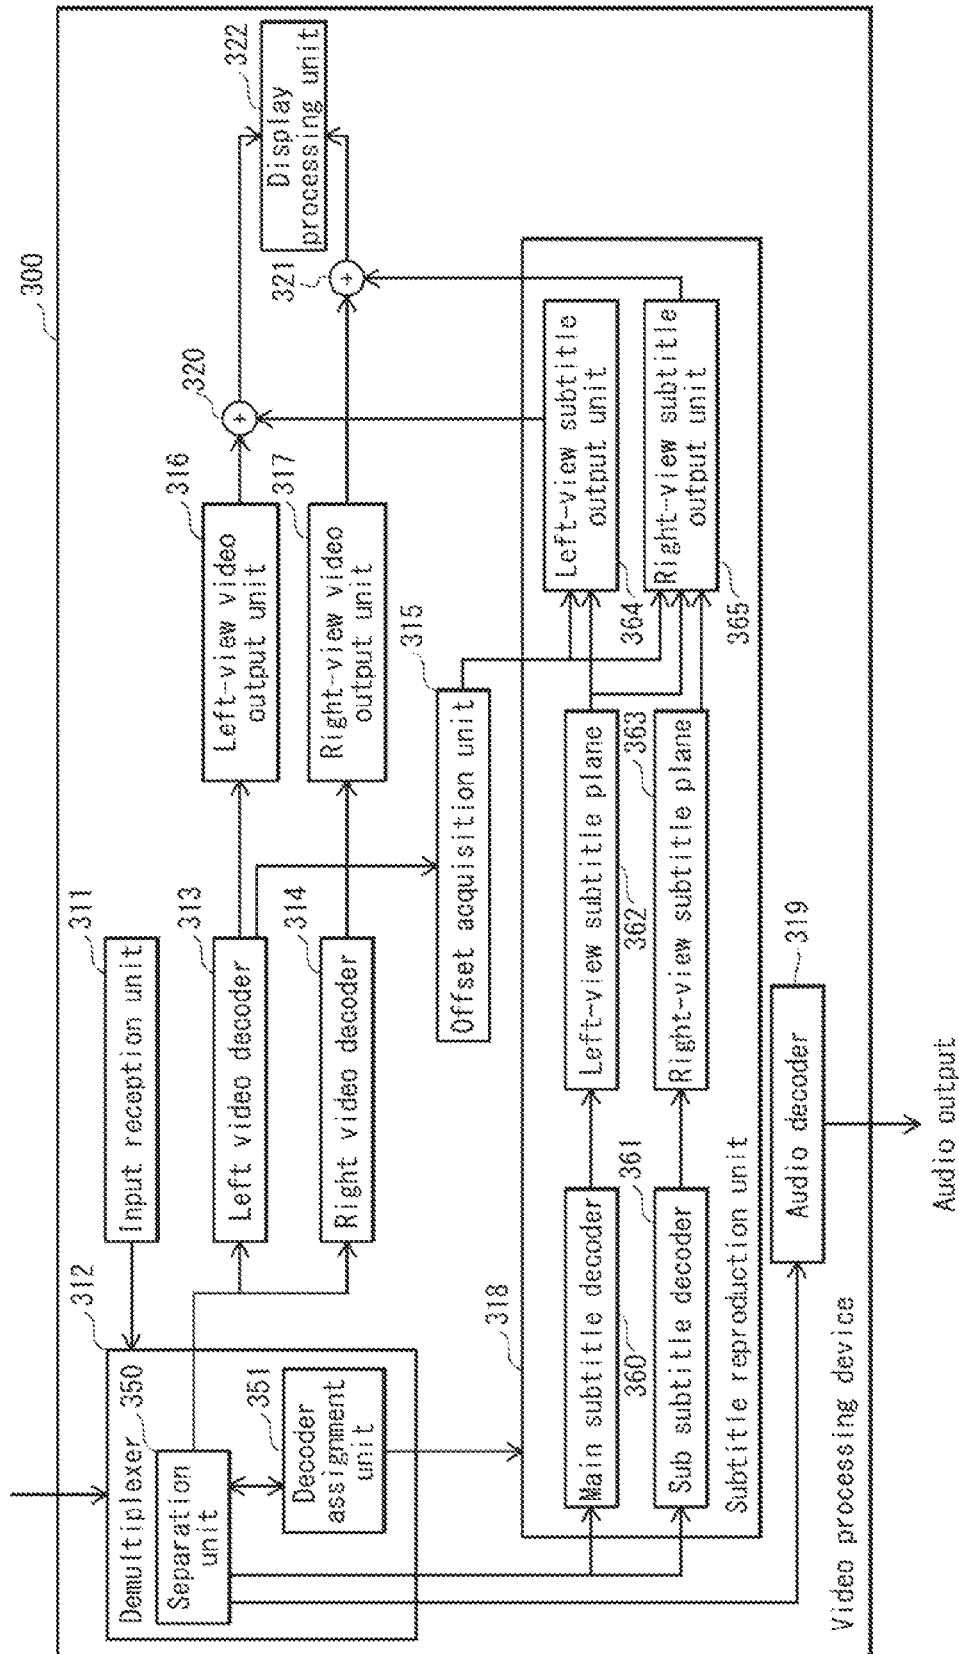 300
311
Input reception unit
312
Demultiplexer
350
Separation
unit
351
Decoder
assignment
unit
313
Left video decoder
314
Right video decoder
316
Left-view video
output unit
317
Right-view video
output unit
315
Offset acquisition unit
320
+
321
+
322
Display
processing unit
318
Main subtitle decoder
360
361
Sub subtitle decoder
Left-view subtitle plane
362
363
Right-view subtitle plane
Left-view subtitle
output unit
364
Right-view subtitle
output unit
365
Subtitle reproduction unit
319
Audio decoder
Video processing device
Audio output